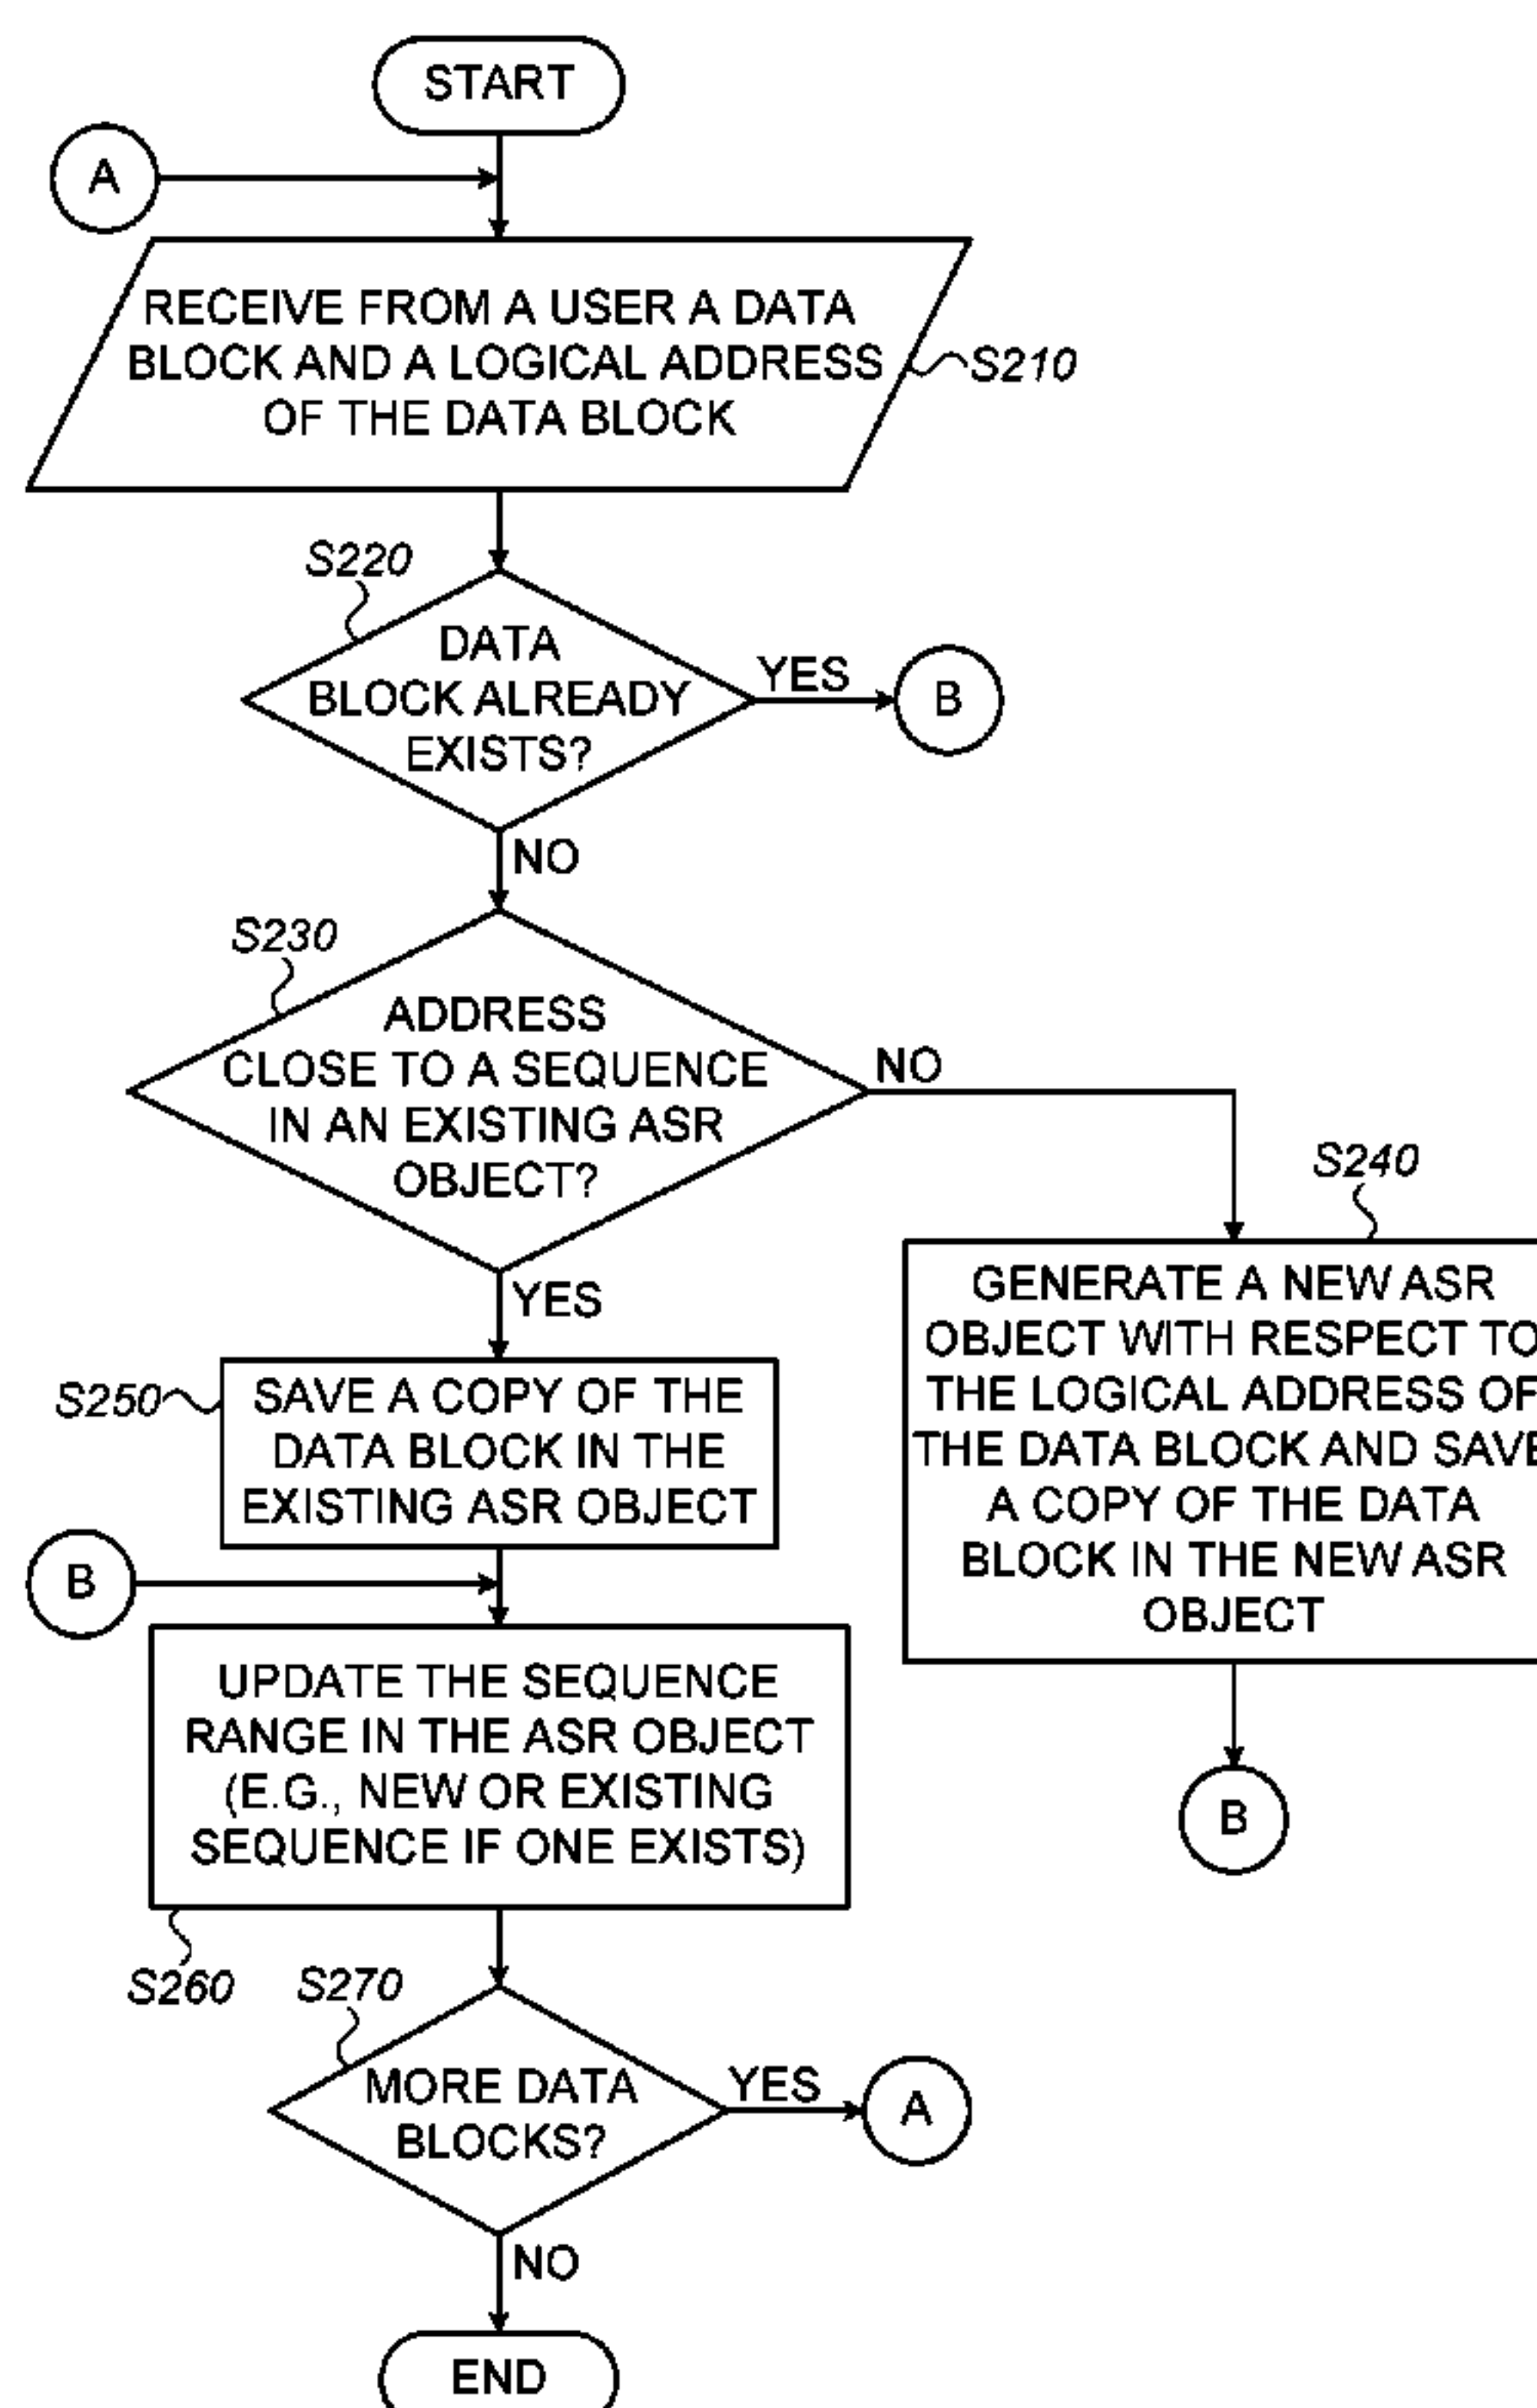 START
A
RECEIVE FROM A USER A DATA
BLOCK AND A LOGICAL ADDRESS
OF THE DATA BLOCK
S210
S220
DATA
BLOCK ALREADY
EXISTS?
YES
B
NO
S230
ADDRESS
CLOSE TO A SEQUENCE
IN AN EXISTING ASR
OBJECT?
NO
YES
S240
GENERATE A NEW ASR
OBJECT WITH RESPECT TO
THE LOGICAL ADDRESS OF
THE DATA BLOCK AND SAVE
A COPY OF THE DATA
BLOCK IN THE NEW ASR
OBJECT
B
S250
SAVE A COPY OF THE
DATA BLOCK IN THE
EXISTING ASR OBJECT
B
UPDATE THE SEQUENCE
RANGE IN THE ASR OBJECT
(E.G., NEW OR EXISTING
SEQUENCE IF ONE EXISTS)
S260
S270
MORE DATA
BLOCKS?
YES
A
NO
END